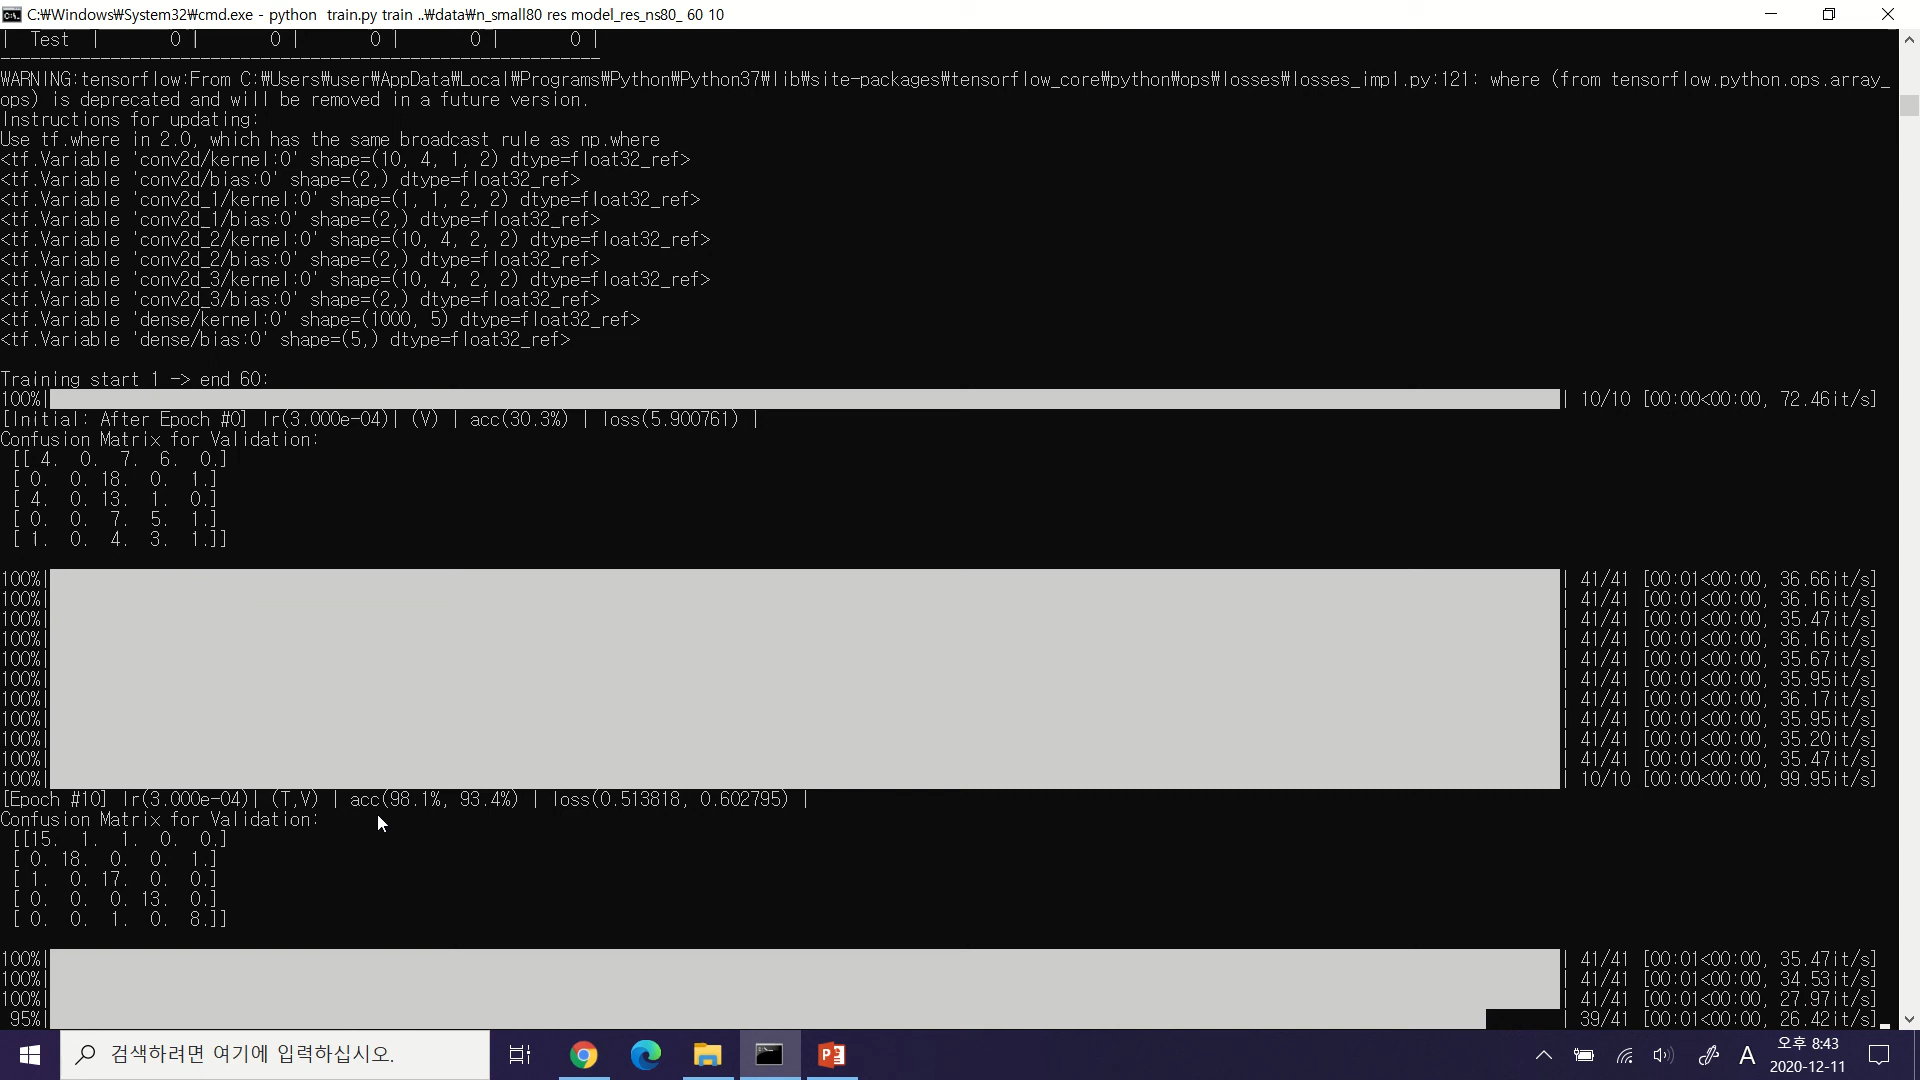 C:\Windows\System32\cmd.exe - python  train.py train ..\data\n_small80 res model_res_ns80_ 60 10
|  Test  |       0 |       0 |       0 |       0 |       0 |
------------------------------------------------------------
WARNING:tensorflow:From C:\Users\user\AppData\Local\Programs\Python\Python37\lib\site-packages\tensorflow_core\python\ops\losses\losses_impl.py:121: where (from tensorflow.python.ops.array_
ops) is deprecated and will be removed in a future version.
Instructions for updating:
Use tf.where in 2.0, which has the same broadcast rule as np.where
<tf.Variable 'conv2d/kernel:0' shape=(10, 4, 1, 2) dtype=float32_ref>
<tf.Variable 'conv2d/bias:0' shape=(2,) dtype=float32_ref>
<tf.Variable 'conv2d_1/kernel:0' shape=(1, 1, 2, 2) dtype=float32_ref>
<tf.Variable 'conv2d_1/bias:0' shape=(2,) dtype=float32_ref>
<tf.Variable 'conv2d_2/kernel:0' shape=(10, 4, 2, 2) dtype=float32_ref>
<tf.Variable 'conv2d_2/bias:0' shape=(2,) dtype=float32_ref>
<tf.Variable 'conv2d_3/kernel:0' shape=(10, 4, 2, 2) dtype=float32_ref>
<tf.Variable 'conv2d_3/bias:0' shape=(2,) dtype=float32_ref>
<tf.Variable 'dense/kernel:0' shape=(1000, 5) dtype=float32_ref>
<tf.Variable 'dense/bias:0' shape=(5,) dtype=float32_ref>
Training start 1 -> end 60:
100%| | 10/10 [00:00<00:00, 72.46it/s]
[Initial: After Epoch #0] lr(3.000e-04)| (V) | acc(30.3%) | loss(5.900761) |
Confusion Matrix for Validation:
[[ 4.  0.  7.  6.  0.]
[ 0.  0. 18.  0.  1.]
[ 4.  0. 13.  1.  0.]
[ 0.  0.  7.  5.  1.]
[ 1.  0.  4.  3.  1.]]
100%| | 41/41 [00:01<00:00, 36.66it/s]
100%| | 41/41 [00:01<00:00, 36.16it/s]
100%| | 41/41 [00:01<00:00, 35.47it/s]
100%| | 41/41 [00:01<00:00, 36.16it/s]
100%| | 41/41 [00:01<00:00, 35.67it/s]
100%| | 41/41 [00:01<00:00, 35.95it/s]
100%| | 41/41 [00:01<00:00, 36.17it/s]
100%| | 41/41 [00:01<00:00, 35.95it/s]
100%| | 41/41 [00:01<00:00, 35.20it/s]
100%| | 41/41 [00:01<00:00, 35.47it/s]
100%| | 10/10 [00:00<00:00, 99.95it/s]
[Epoch #10] lr(3.000e-04)| (T,V) | acc(98.1%, 93.4%) | loss(0.513818, 0.602795) |
Confusion Matrix for Validation:
[[15.  1.  1.  0.  0.]
[ 0. 18.  0.  0.  1.]
[ 1.  0. 17.  0.  0.]
[ 0.  0.  0. 13.  0.]
[ 0.  0.  1.  0.  8.]]
100%| | 41/41 [00:01<00:00, 35.47it/s]
100%| | 41/41 [00:01<00:00, 34.53it/s]
100%| | 41/41 [00:01<00:00, 27.97it/s]
95%| | 39/41 [00:01<00:00, 26.42it/s]
검색하려면 여기에 입력하십시오.
A
오후 8:43
2020-12-11